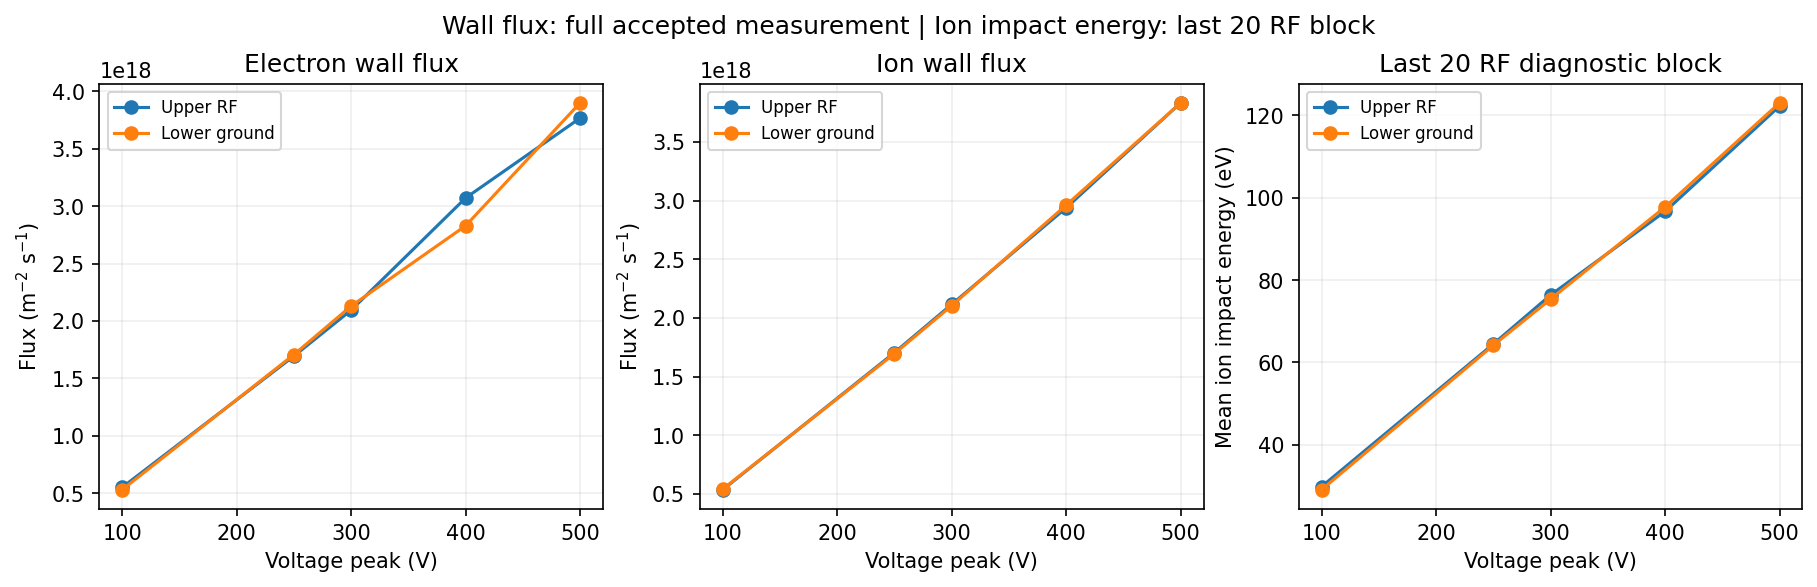 Wall flux: full accepted measurement | Ion impact energy: last 20 RF block
Electron wall flux
1e18
Upper RF
Lower ground
4.0
3.5
3.0
2.5
2.0
1.5
1.0
0.5
Flux (m⁻² s⁻¹)
100 200 300 400 500
Voltage peak (V)
Ion wall flux
1e18
Upper RF
Lower ground
3.5
3.0
2.5
2.0
1.5
1.0
0.5
Flux (m⁻² s⁻¹)
100 200 300 400 500
Voltage peak (V)
Last 20 RF diagnostic block
Upper RF
Lower ground
120
100
80
60
40
Mean ion impact energy (eV)
100 200 300 400 500
Voltage peak (V)